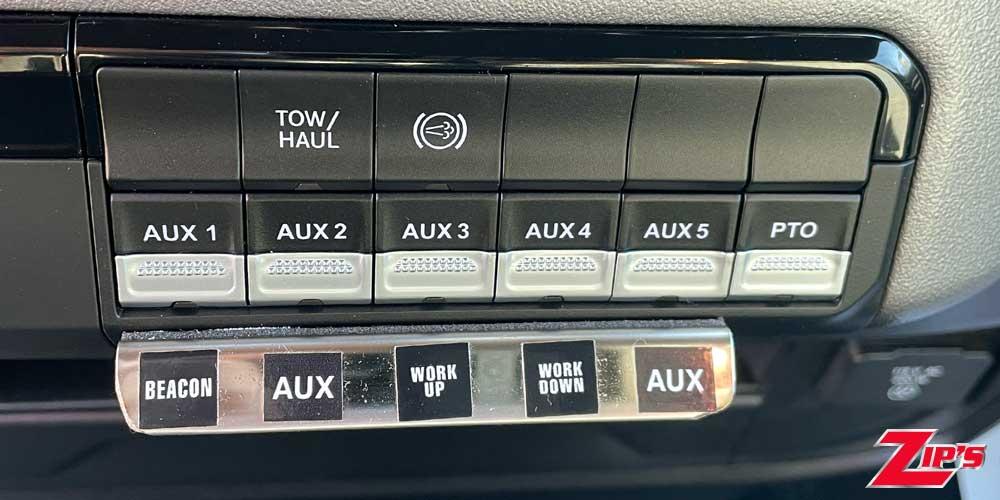 TOW/
HAUL
AUX 1 AUX 2 AUX 3 AUX 4 AUX 5 PTO
BEACON AUX WORK UP WORK DOWN AUX
ZIP'S